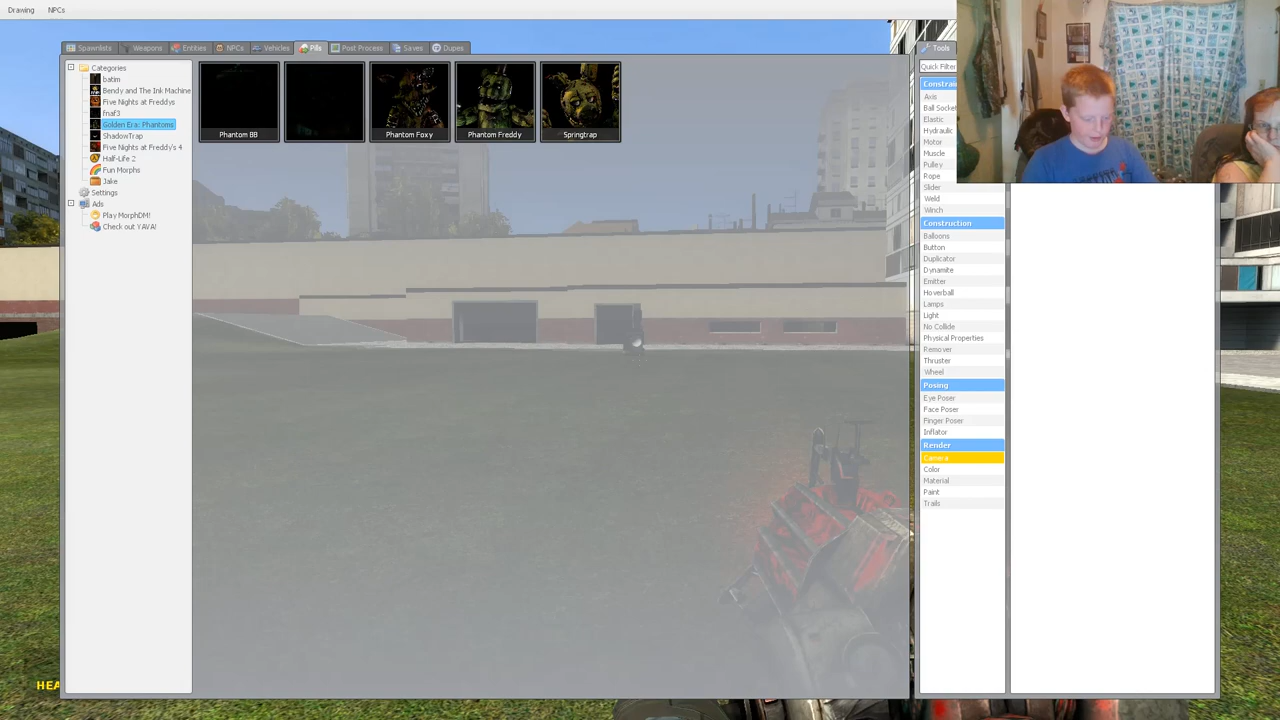 Drawing NPCs
Spawnlists Weapons Entities NPCs Vehicles Pills Post Process Saves Dupes
Categories
batim
Bendy and The Ink Machine
Five Nights at Freddys
fnaf3
Golden Era: Phantoms
ShadowTrap
Five Nights at Freddy's 4
Half-Life 2
Fun Morphs
Jake
Settings
Ads
Play MorphDM!
Check out YAVA!
Phantom BB
Phantom Foxy
Phantom Freddy
Springtrap
Tools
Quick Filter
Axis
Ball Socket
Elastic
Hydraulic
Motor
Muscle
Pulley
Rope
Slider
Weld
Winch
Construction
Balloons
Button
Duplicator
Dynamite
Emitter
Hoverball
Lamps
Light
No Collide
Physical Properties
Remover
Thruster
Wheel
Posing
Eye Poser
Face Poser
Finger Poser
Inflator
Render
Camera
Color
Material
Paint
Trails
HEA